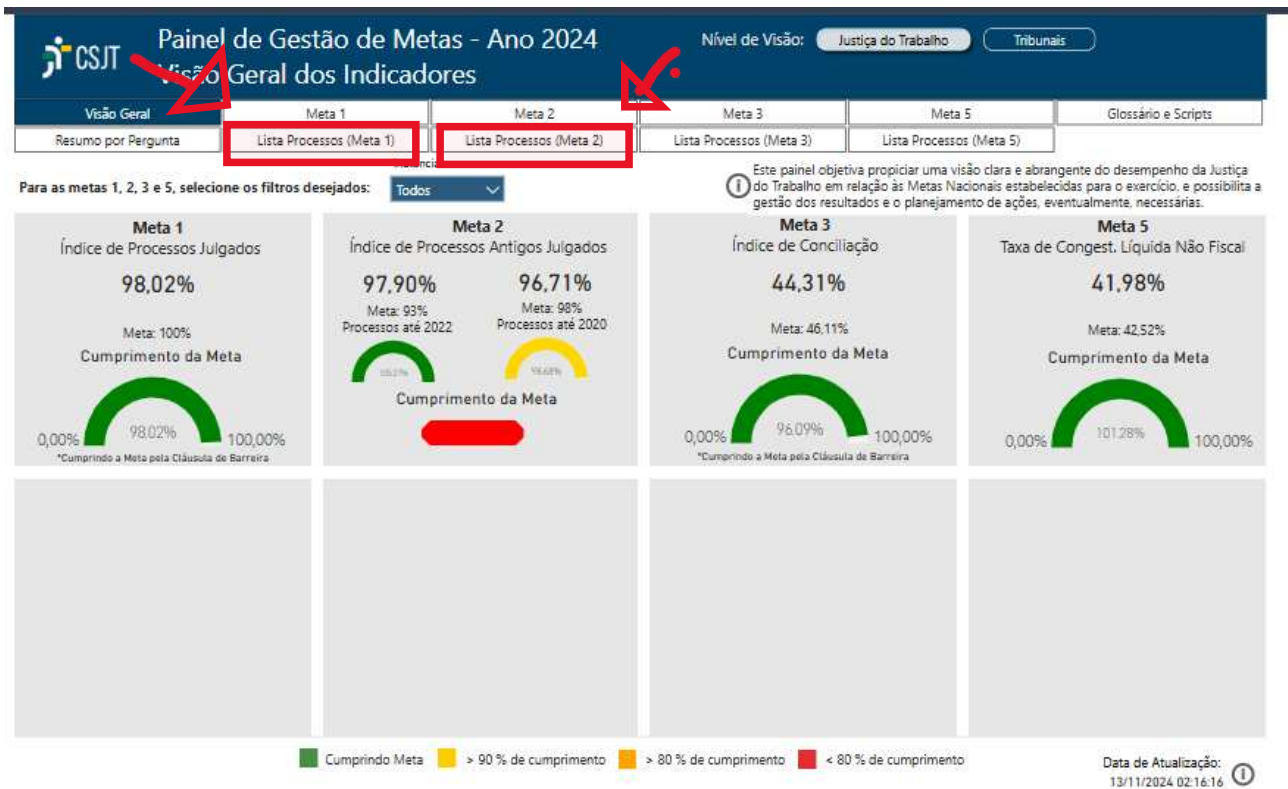 CSJT
Painel de Gestão de Metas - Ano 2024
Visão Geral dos Indicadores
Nível de Visão: Justiça do Trabalho Tribunais
Visão Geral Meta 1 Meta 2 Meta 3 Meta 5 Glossário e Scripts
Resumo por Pergunta Lista Processos (Meta 1) Lista Processos (Meta 2) Lista Processos (Meta 3) Lista Processos (Meta 5)
Para as metas 1, 2, 3 e 5, selecione os filtros desejados: Todos
Este painel objetiva propiciar uma visão clara e abrangente do desempenho da Justiça
do Trabalho em relação às Metas Nacionais estabelecidas para o exercício, e possibilita a
gestão dos resultados e o planejamento de ações, eventualmente, necessárias.
Meta 1
Índice de Processos Julgados
98,02%
Meta: 100%
Cumprimento da Meta
98.02%
0,00% 100,00%
*Cumprindo a Meta pela Cláusula de Barreira
Meta 2
Índice de Processos Antigos Julgados
97,90% 96,71%
Meta: 93% Meta: 98%
Processos até 2022 Processos até 2020
Cumprimento da Meta
Meta 3
Índice de Conciliação
44,31%
Meta: 46,11%
Cumprimento da Meta
96.09%
0,00% 100,00%
*Cumprindo a Meta pela Cláusula de Barreira
Meta 5
Taxa de Congest. Líquida Não Fiscal
41,98%
Meta: 42,52%
Cumprimento da Meta
101.28%
0,00% 100,00%
Cumprindo Meta > 90 % de cumprimento > 80 % de cumprimento < 80 % de cumprimento
Data de Atualização:
13/11/2024 02:16:16